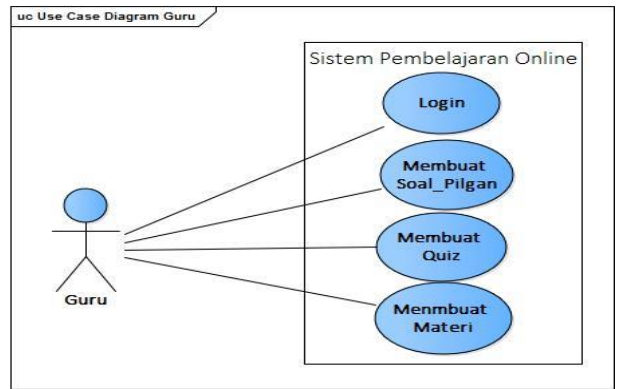 uc Use Case Diagram Guru
Sistem Pembelajaran Online
Login
Membuat
Soal_Pilgan
Membuat
Quiz
Menmbuat
Materi
Guru